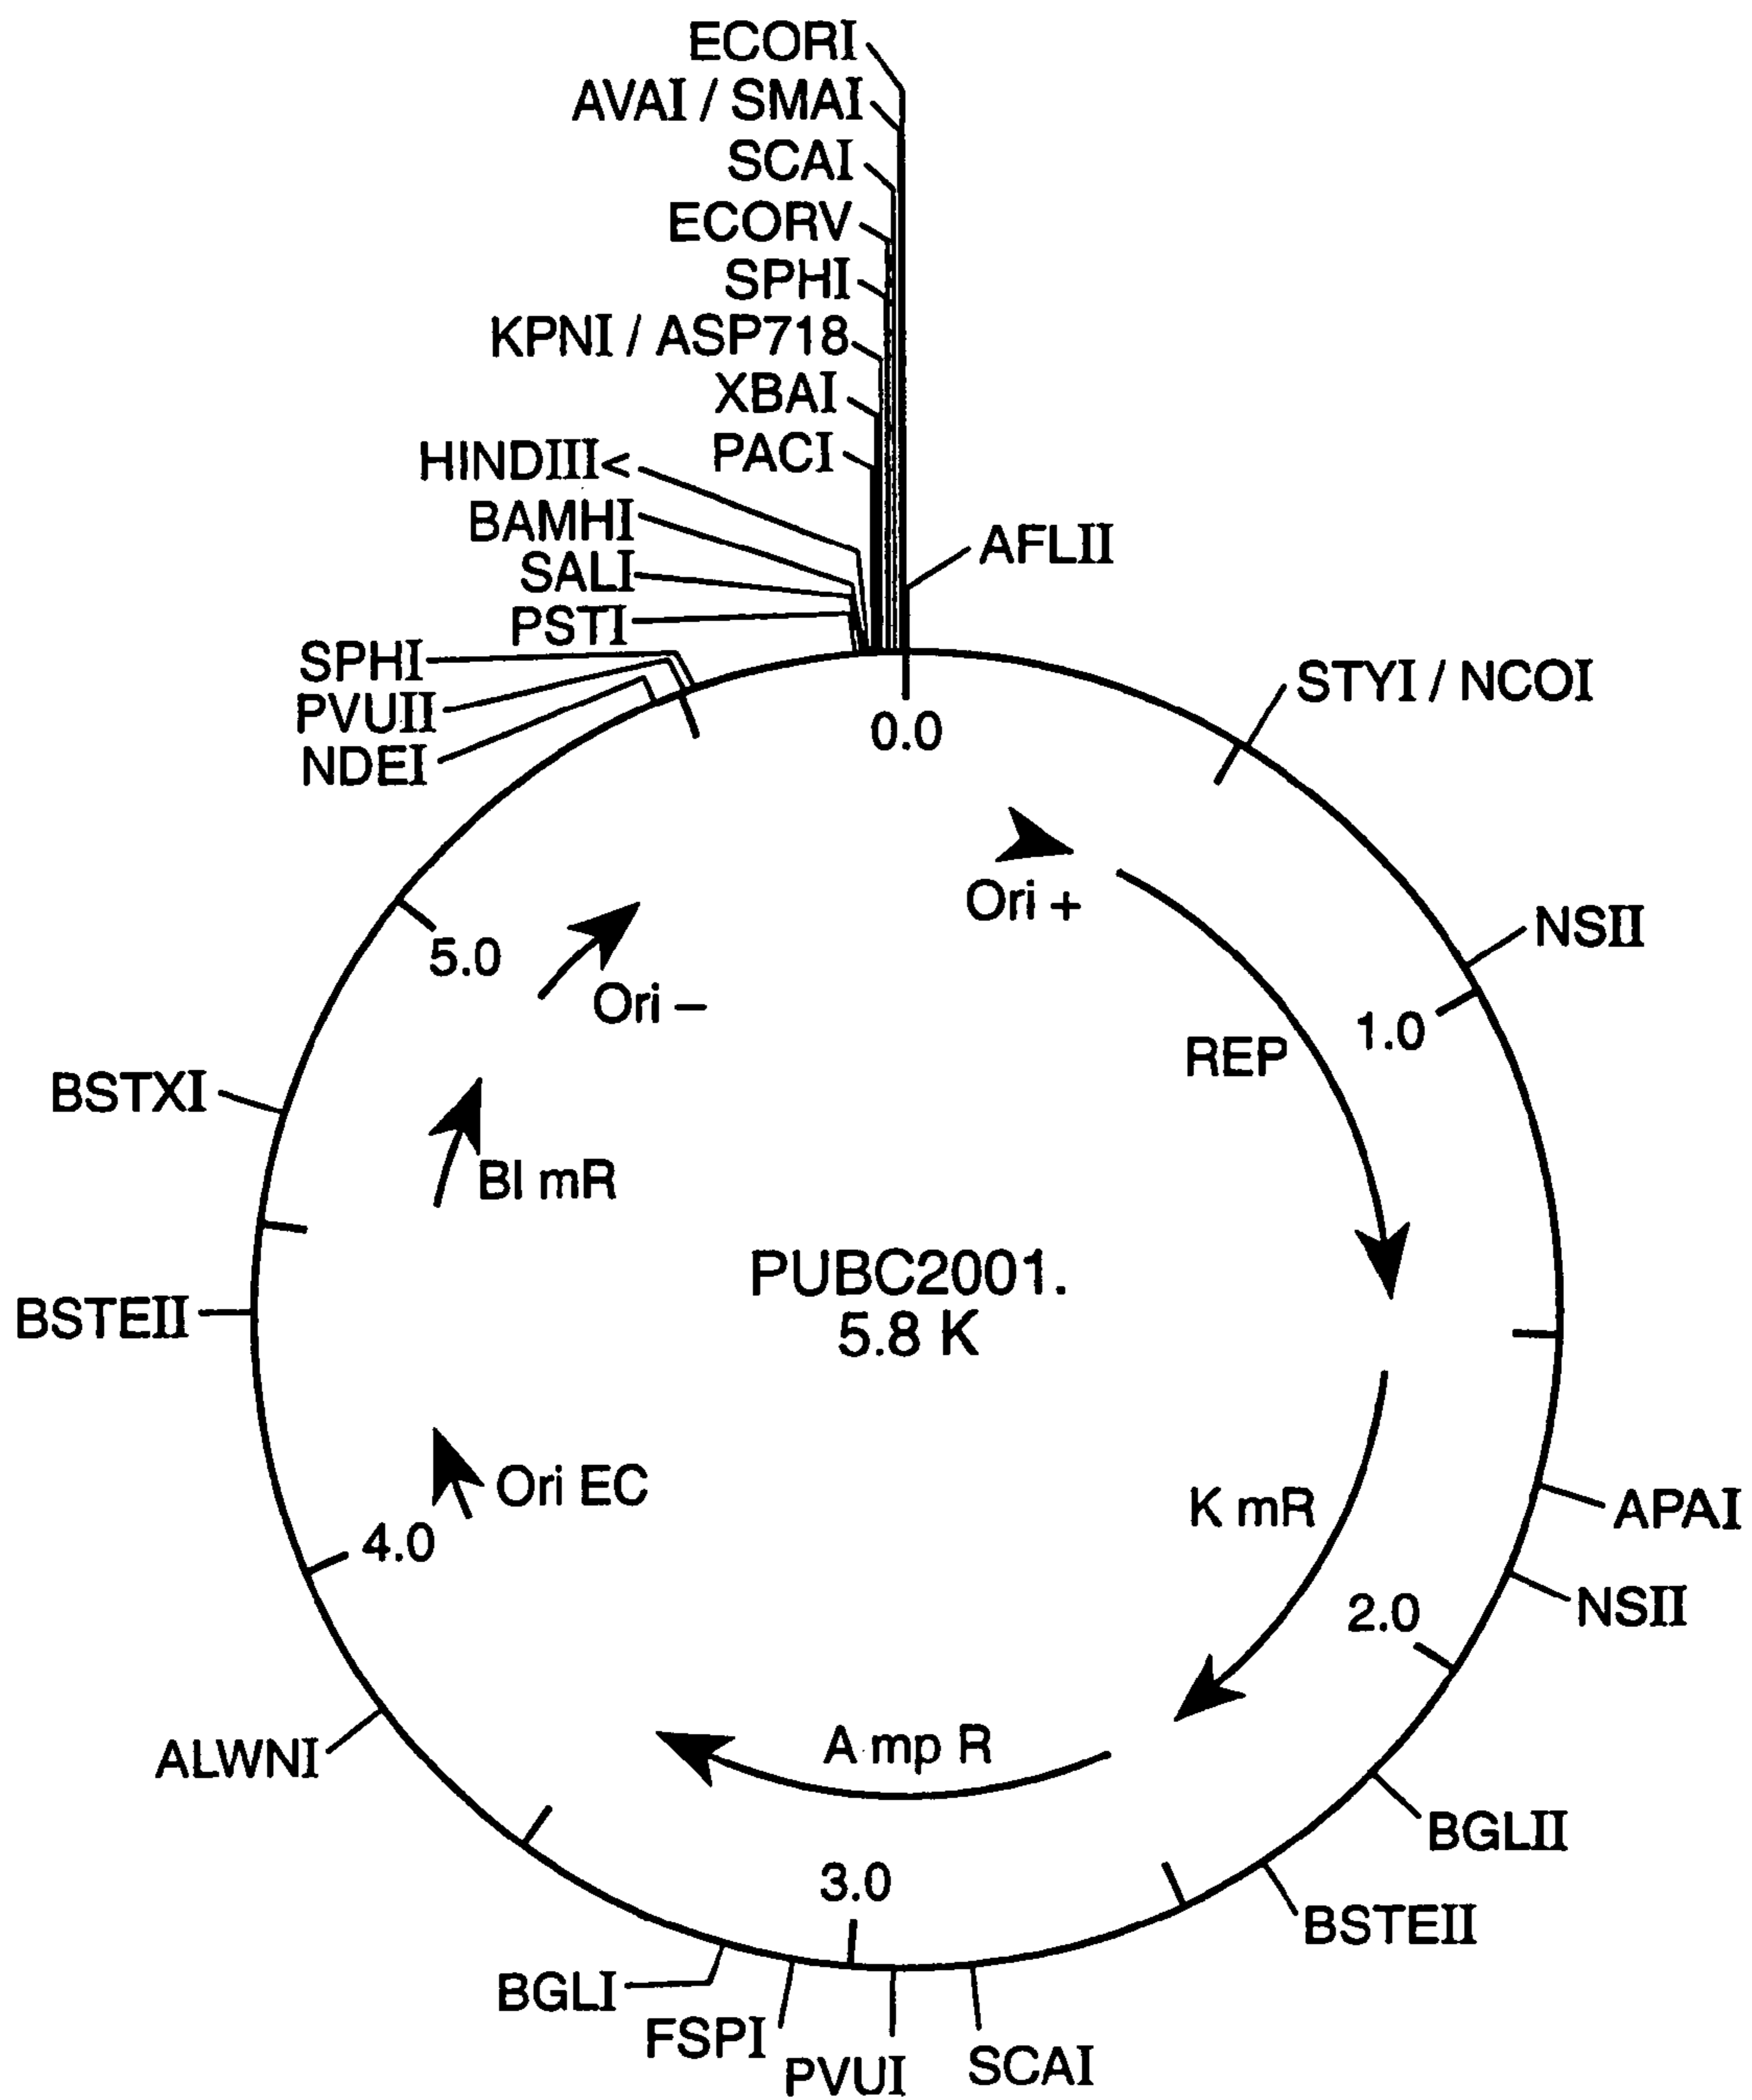 ECORI
AVAI / SMAI
SCAI
ECORV
SPHI
KPNI / ASP718
XBAI
PACI
HINDIII<
BAMHI
SALI
PSTI
SPHI
PVUII
NDEI
AFLII
0.0
STYI / NCOI
Ori +
NSII
5.0
Ori –
1.0
REP
BSTXI
Bl mR
PUBC2001.
5.8 K
BSTEII
Ori EC
4.0
K mR
APAI
NSII
2.0
A mp R
ALWNI
BGLII
3.0
BSTEII
BGLI
FSPI
PVUI
SCAI